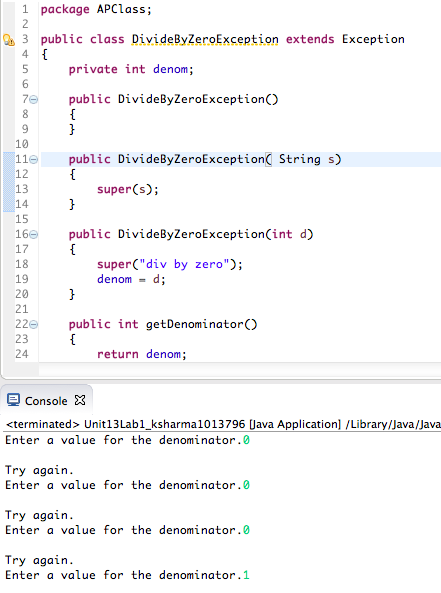 1 package APClass;
2
3 public class DivideByZeroException extends Exception
4 {
5 private int denom;
6
7 public DivideByZeroException()
8 {
9 }
10
11 public DivideByZeroException( String s)
12 {
13 super(s);
14 }
15
16 public DivideByZeroException(int d)
17 {
18 super("div by zero");
19 denom = d;
20 }
21
22 public int getDenominator()
23 {
24 return denom;
Console
<terminated> Unit13Lab1_ksharma1013796 [Java Application] /Library/Java/Java
Enter a value for the denominator.0
Try again.
Enter a value for the denominator.0
Try again.
Enter a value for the denominator.0
Try again.
Enter a value for the denominator.1